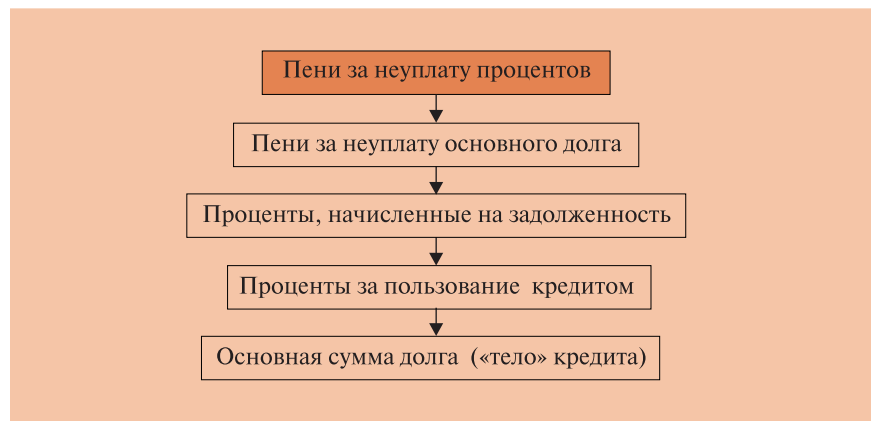 Пени за неуплату процентов
Пени за неуплату основного долга
Проценты, начисленные на задолженность
Проценты за пользование кредитом
Основная сумма долга («тело» кредита)